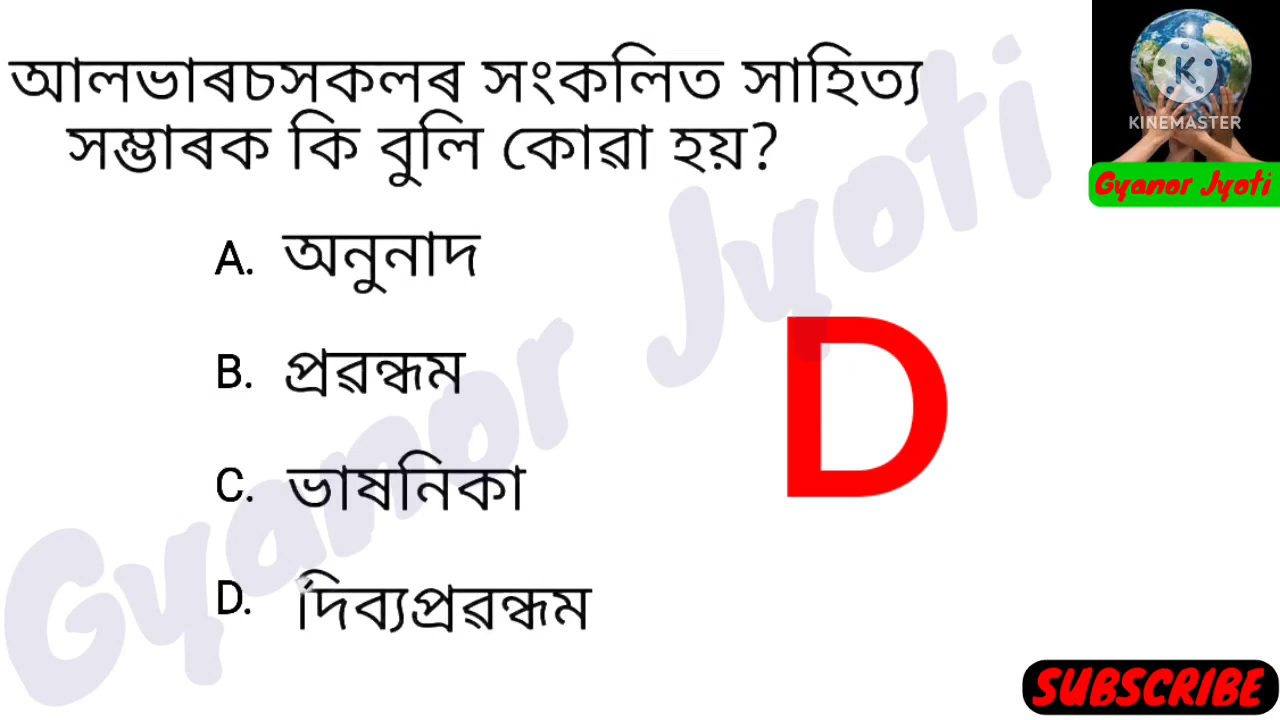 আলভাৰচসকলৰ সংকলিত সাহিত্য
সম্ভাৰক কি বুলি কোৱা হয়?
A. অনুনাদ
B. প্ৰৱন্ধম
C. ভাষনিকা
D. দিব্যপ্ৰৱন্ধম
D
K
KINEMASTER
Gyanor Jyoti
Gyanor Jyoti
SUBSCRIBE